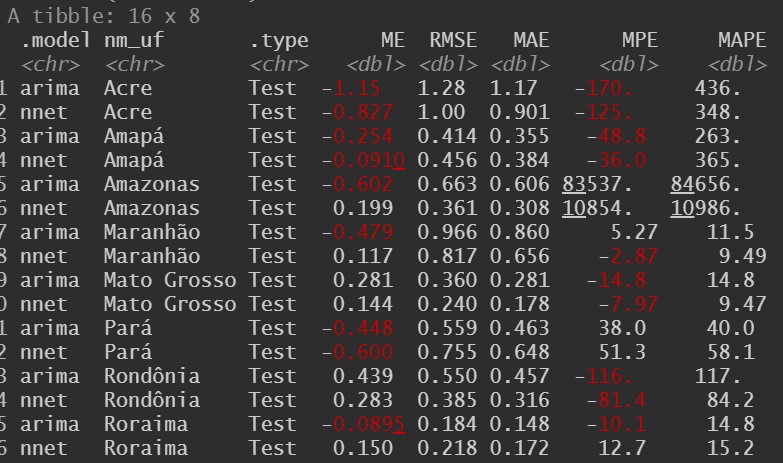 A tibble: 16 x 8
.model nm_uf .type ME RMSE MAE MPE MAPE
<chr> <chr> <chr> <dbl> <dbl> <dbl> <dbl> <dbl>
1 arima Acre Test -1.15 1.28 1.17 -170. 436.
2 nnet Acre Test -0.827 1.00 0.901 -125. 348.
3 arima Amapá Test -0.254 0.414 0.355 -48.8 263.
4 nnet Amapá Test -0.0910 0.456 0.384 -36.0 365.
5 arima Amazonas Test -0.602 0.663 0.606 83537. 84656.
6 nnet Amazonas Test 0.199 0.361 0.308 10854. 10986.
7 arima Maranhão Test -0.479 0.966 0.860 5.27 11.5
8 nnet Maranhão Test 0.117 0.817 0.656 -2.87 9.49
9 arima Mato Grosso Test 0.281 0.360 0.281 -14.8 14.8
0 nnet Mato Grosso Test 0.144 0.240 0.178 -7.97 9.47
1 arima Pará Test -0.448 0.559 0.463 38.0 40.0
2 nnet Pará Test -0.600 0.755 0.648 51.3 58.1
3 arima Rondônia Test 0.439 0.550 0.457 -116. 117.
4 nnet Rondônia Test 0.283 0.385 0.316 -81.4 84.2
5 arima Roraima Test -0.0895 0.184 0.148 -10.1 14.8
6 nnet Roraima Test 0.150 0.218 0.172 12.7 15.2